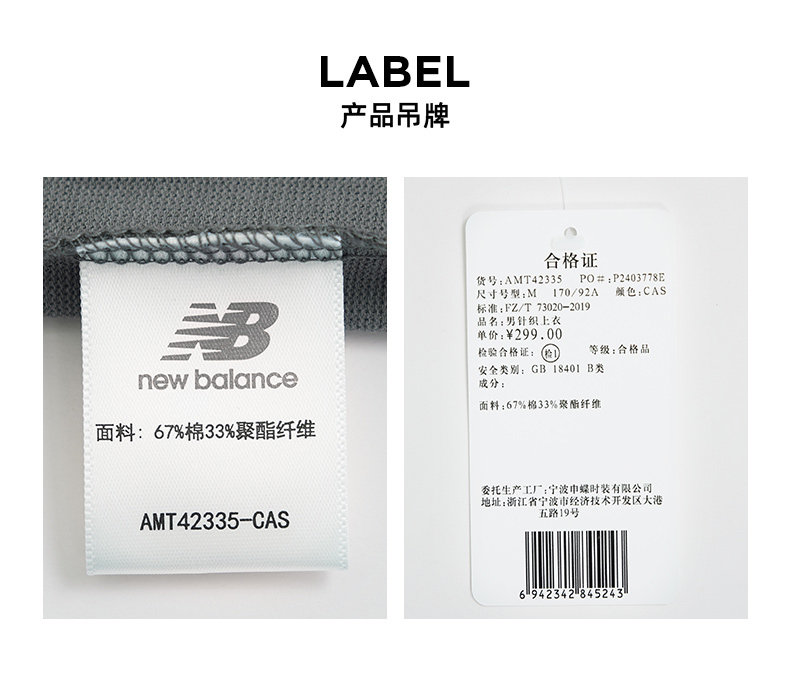 LABEL
产品吊牌
NB
new balance
面料：67%棉33%聚酯纤维
AMT42335-CAS
合格证
货号:AMT42335 PO#:P2403778E
尺寸号型:M 170/92A 颜色:CAS
标准:FZ/T 73020-2019
品名:男针织上衣
单价:¥299.00
检验合格证: 检1 等级:合格品
安全类别: GB 18401 B类
成分:
面料:67%棉33%聚酯纤维
委托生产工厂:宁波申蝶时装有限公司
地址:浙江省宁波市经济技术开发区大港
五路19号
6 942342 845243